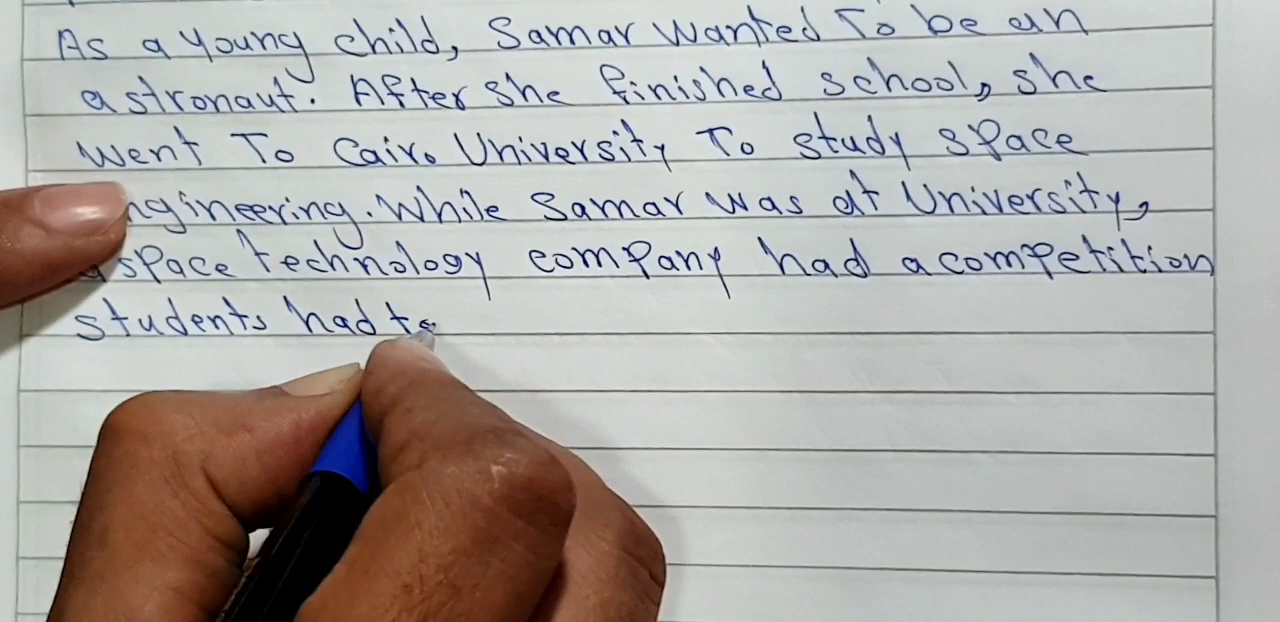 As a young child, Samar wanted To be an
astronaut. After she finished school, she
went To Cairo University To study space
ngineering. While Samar was at University,
a space technology company had a competition
students had to